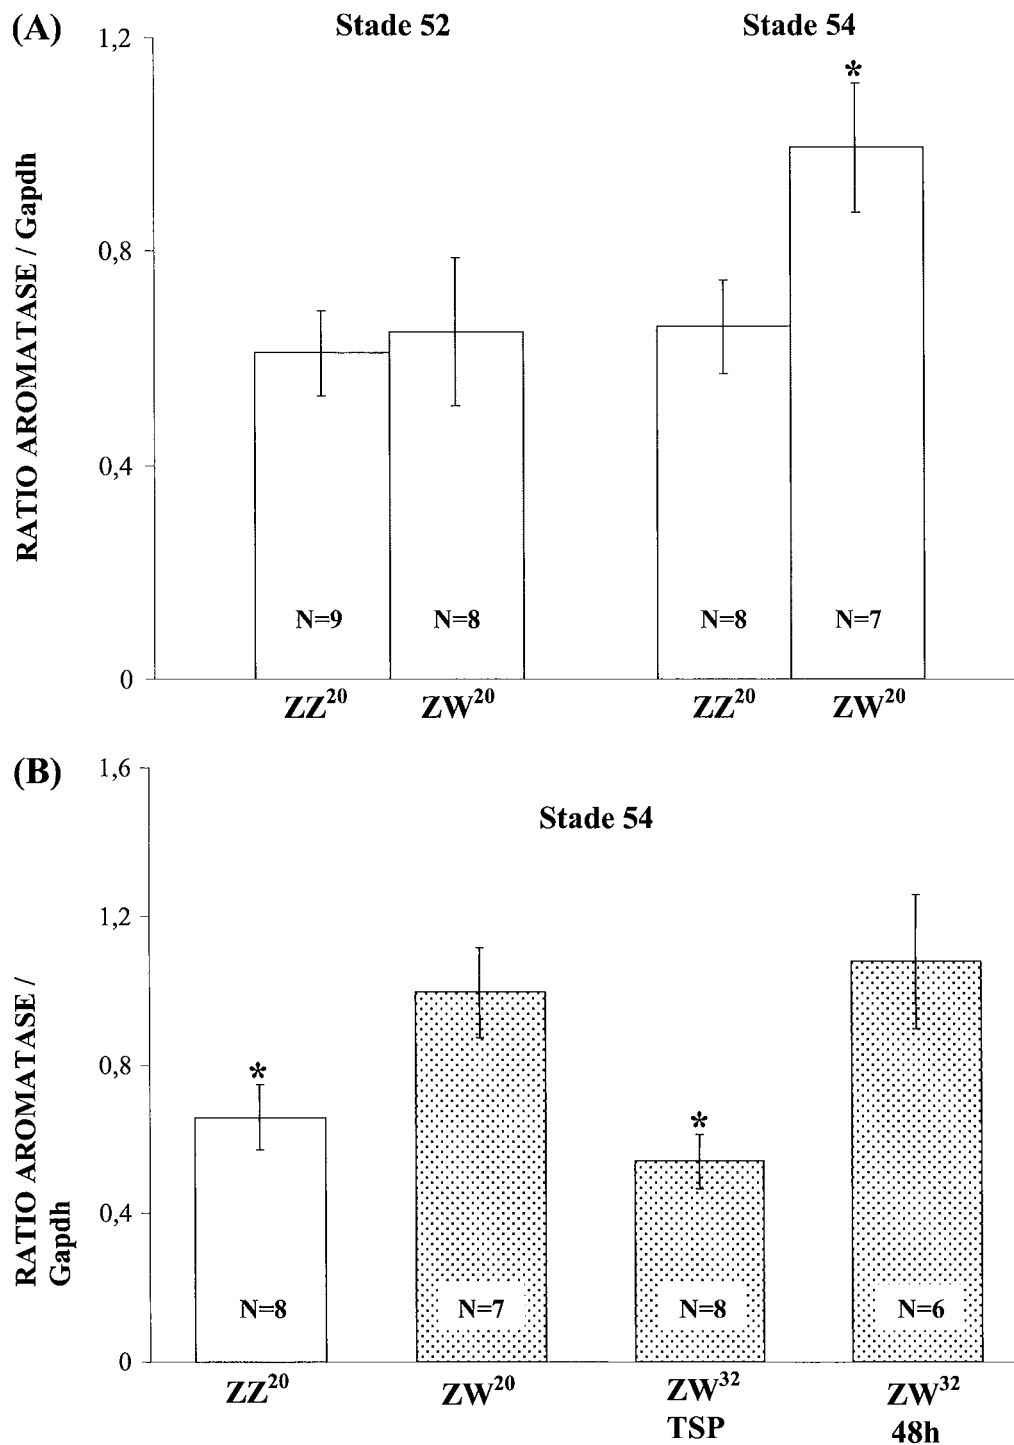 (A)
Stade 52
Stade 54
RATIO AROMATASE / Gapdh
1,2
0,8
0,4
0
*
N=9
N=8
N=8
N=7
ZZ²⁰
ZW²⁰
ZZ²⁰
ZW²⁰
(B)
Stade 54
RATIO AROMATASE /
Gapdh
1,6
1,2
0,8
0,4
0
*
*
N=8
N=7
N=8
N=6
ZZ²⁰
ZW²⁰
ZW³²
TSP
ZW³²
48h